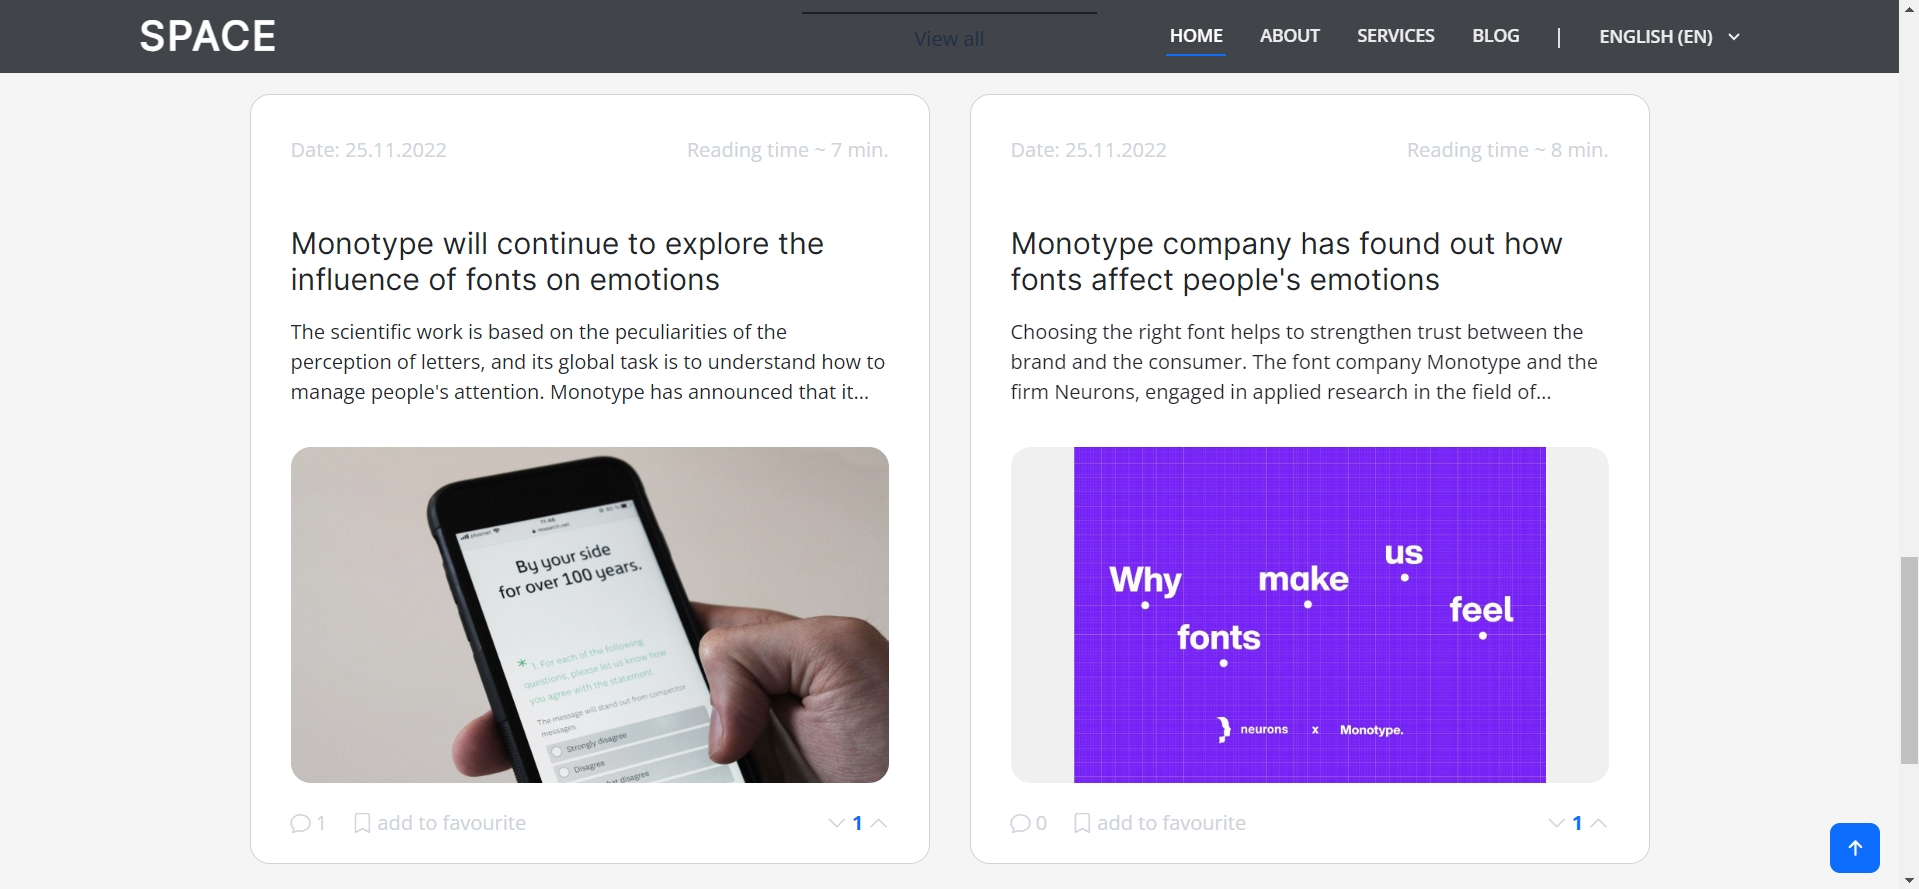 SPACE
View all
HOME ABOUT SERVICES BLOG | ENGLISH (EN)
Date: 25.11.2022 Reading time ~ 7 min.
Monotype will continue to explore the
influence of fonts on emotions
The scientific work is based on the peculiarities of the
perception of letters, and its global task is to understand how to
manage people's attention. Monotype has announced that it...
By your side
for over 100 years.
* 1. For each of the following
questions, please let us know how
you agree with the statement
The message will stand out from competitor
messages.
Strongly disagree
Disagree
disagree
1 add to favourite 1
Date: 25.11.2022 Reading time ~ 8 min.
Monotype company has found out how
fonts affect people's emotions
Choosing the right font helps to strengthen trust between the
brand and the consumer. The font company Monotype and the
firm Neurons, engaged in applied research in the field of...
Why fonts make us feel
neurons x Monotype.
0 add to favourite 1